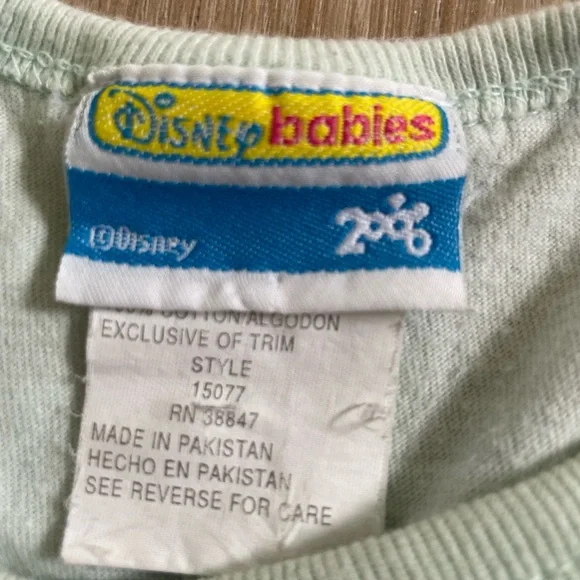 Disney babies
©Disney 2000
COTTON ALGODON
EXCLUSIVE OF TRIM
STYLE
15077
RN 38847
MADE IN PAKISTAN
HECHO EN PAKISTAN
SEE REVERSE FOR CARE